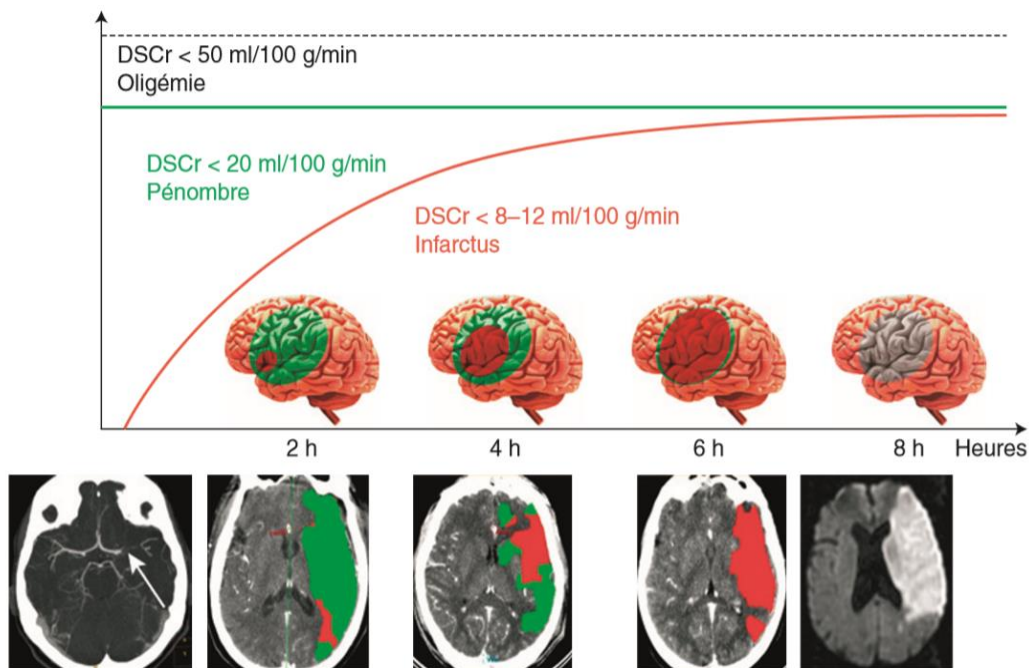 DSCr < 50 ml/100 g/min
Oligémie
DSCr < 20 ml/100 g/min
Pénombre
DSCr < 8–12 ml/100 g/min
Infarctus
2 h 4 h 6 h 8 h Heures